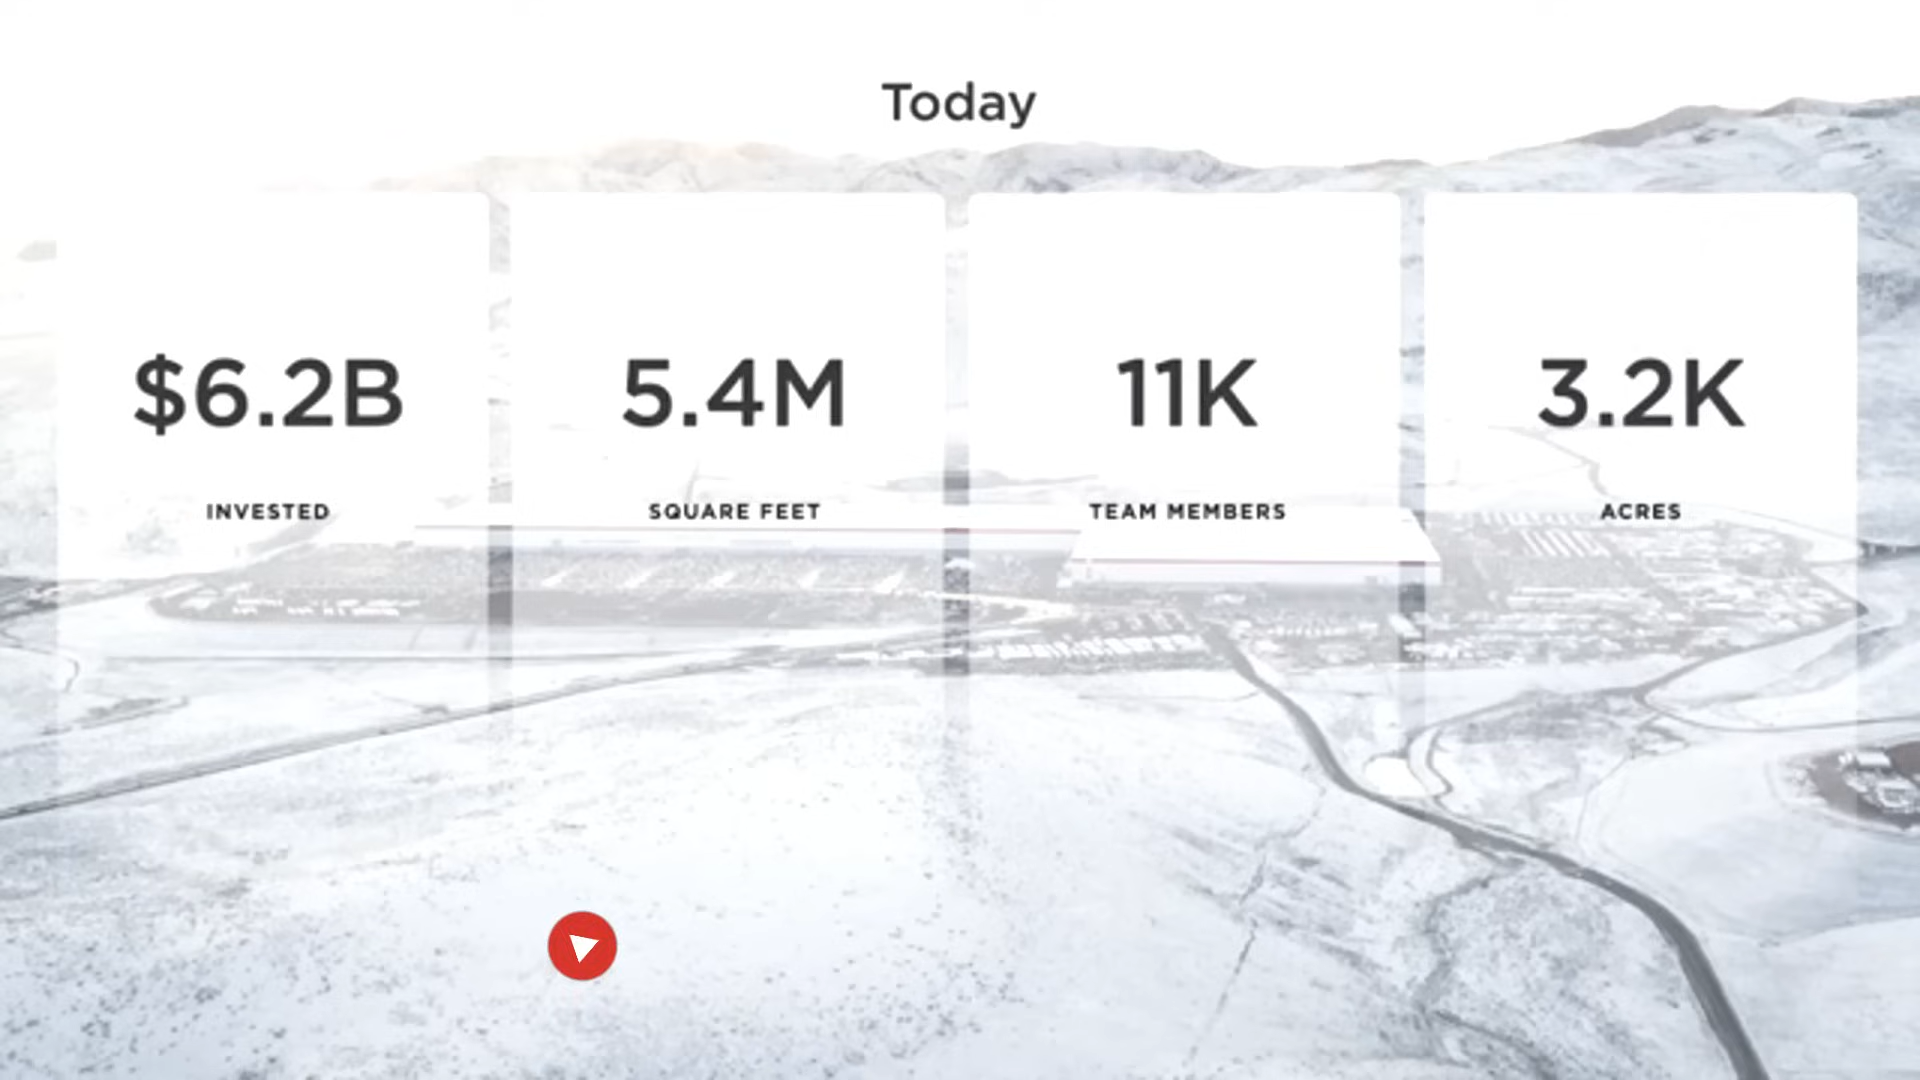 Today
$6.2B
INVESTED
5.4M
SQUARE FEET
11K
TEAM MEMBERS
3.2K
ACRES